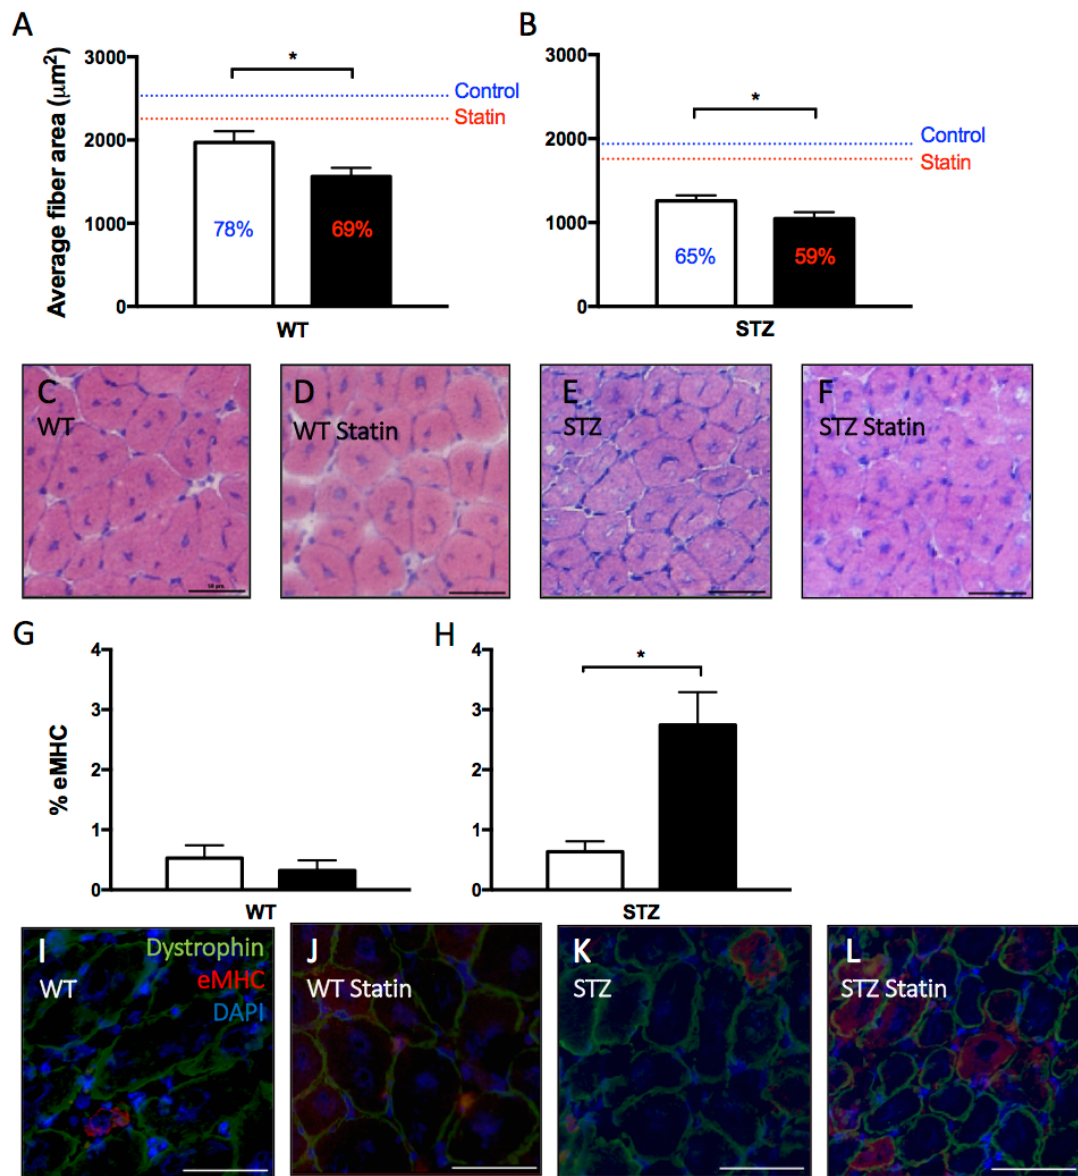 A
B
Average fiber area (μm²)
3000
2000
1000
0
*
Control
Statin
78%
69%
WT
3000
2000
1000
0
*
Control
Statin
65%
59%
STZ
C
WT
50 μm
D
WT Statin
E
STZ
F
STZ Statin
G
H
% eMHC
4
3
2
1
0
WT
4
3
2
1
0
*
STZ
I
WT
Dystrophin
eMHC
DAPI
J
WT Statin
K
STZ
L
STZ Statin